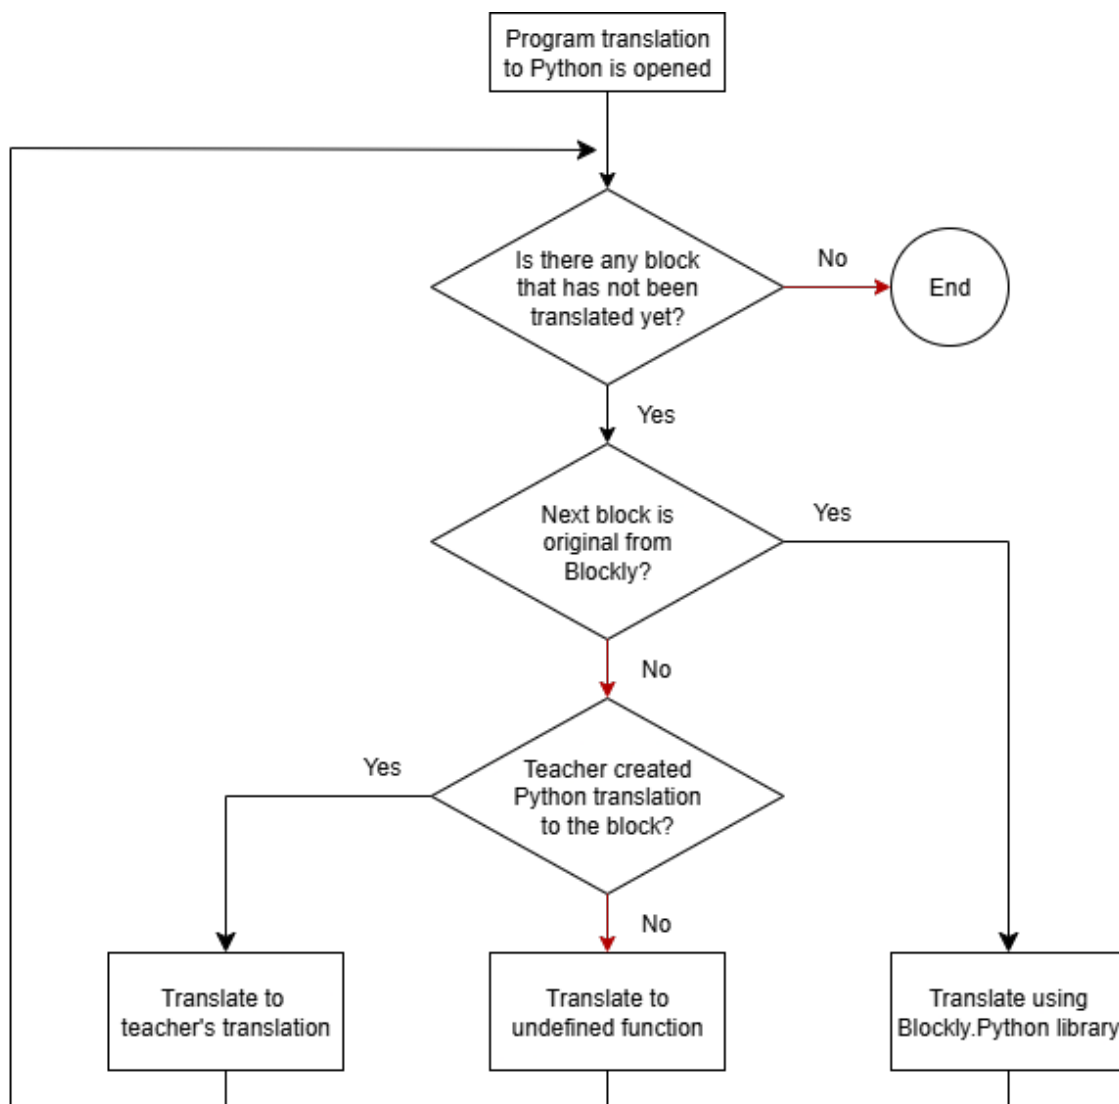 Program translation
to Python is opened
Is there any block
that has not been
translated yet?
No
End
Yes
Next block is
original from
Blockly?
Yes
No
Teacher created
Python translation
to the block?
Yes
No
Translate to
teacher's translation
Translate to
undefined function
Translate using
Blockly.Python library